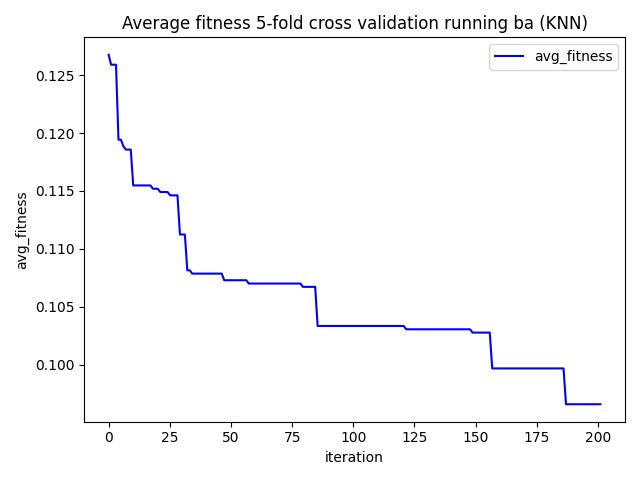 Average fitness 5-fold cross validation running ba (KNN)
avg_fitness
0.125
0.120
0.115
0.110
0.105
0.100
avg_fitness
0 25 50 75 100 125 150 175 200
iteration